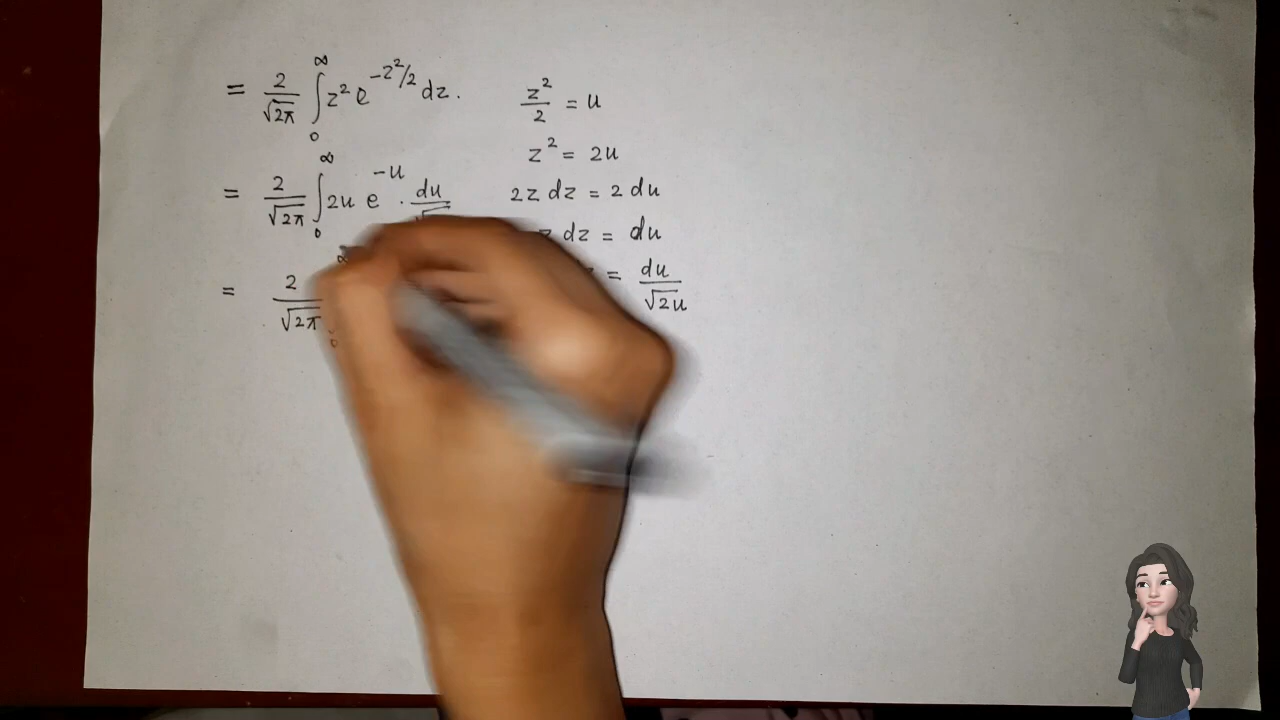 = 2/√2π ∫₀^∞ z² e^(-z²/2) dz.
z²/2 = u
z² = 2u
= 2/√2π ∫₀^∞ 2u e^(-u) · du/√
2z dz = 2 du
z dz = du
= du/√2u
= 2/√2π